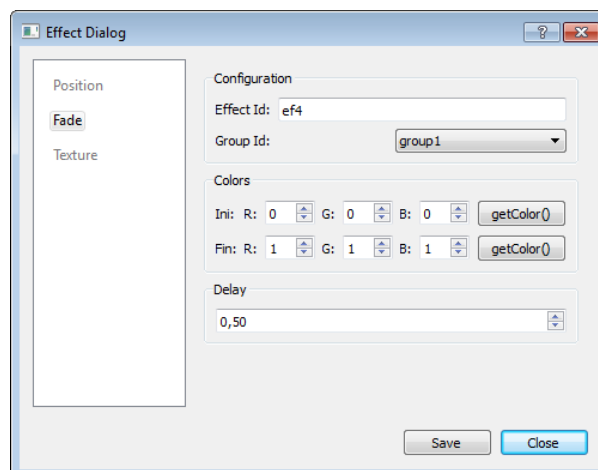 Effect Dialog
?
Position
Fade
Texture
Configuration
Effect Id: ef4
Group Id: group1
Colors
Ini: R: 0 G: 0 B: 0 getColor()
Fin: R: 1 G: 1 B: 1 getColor()
Delay
0,50
Save Close